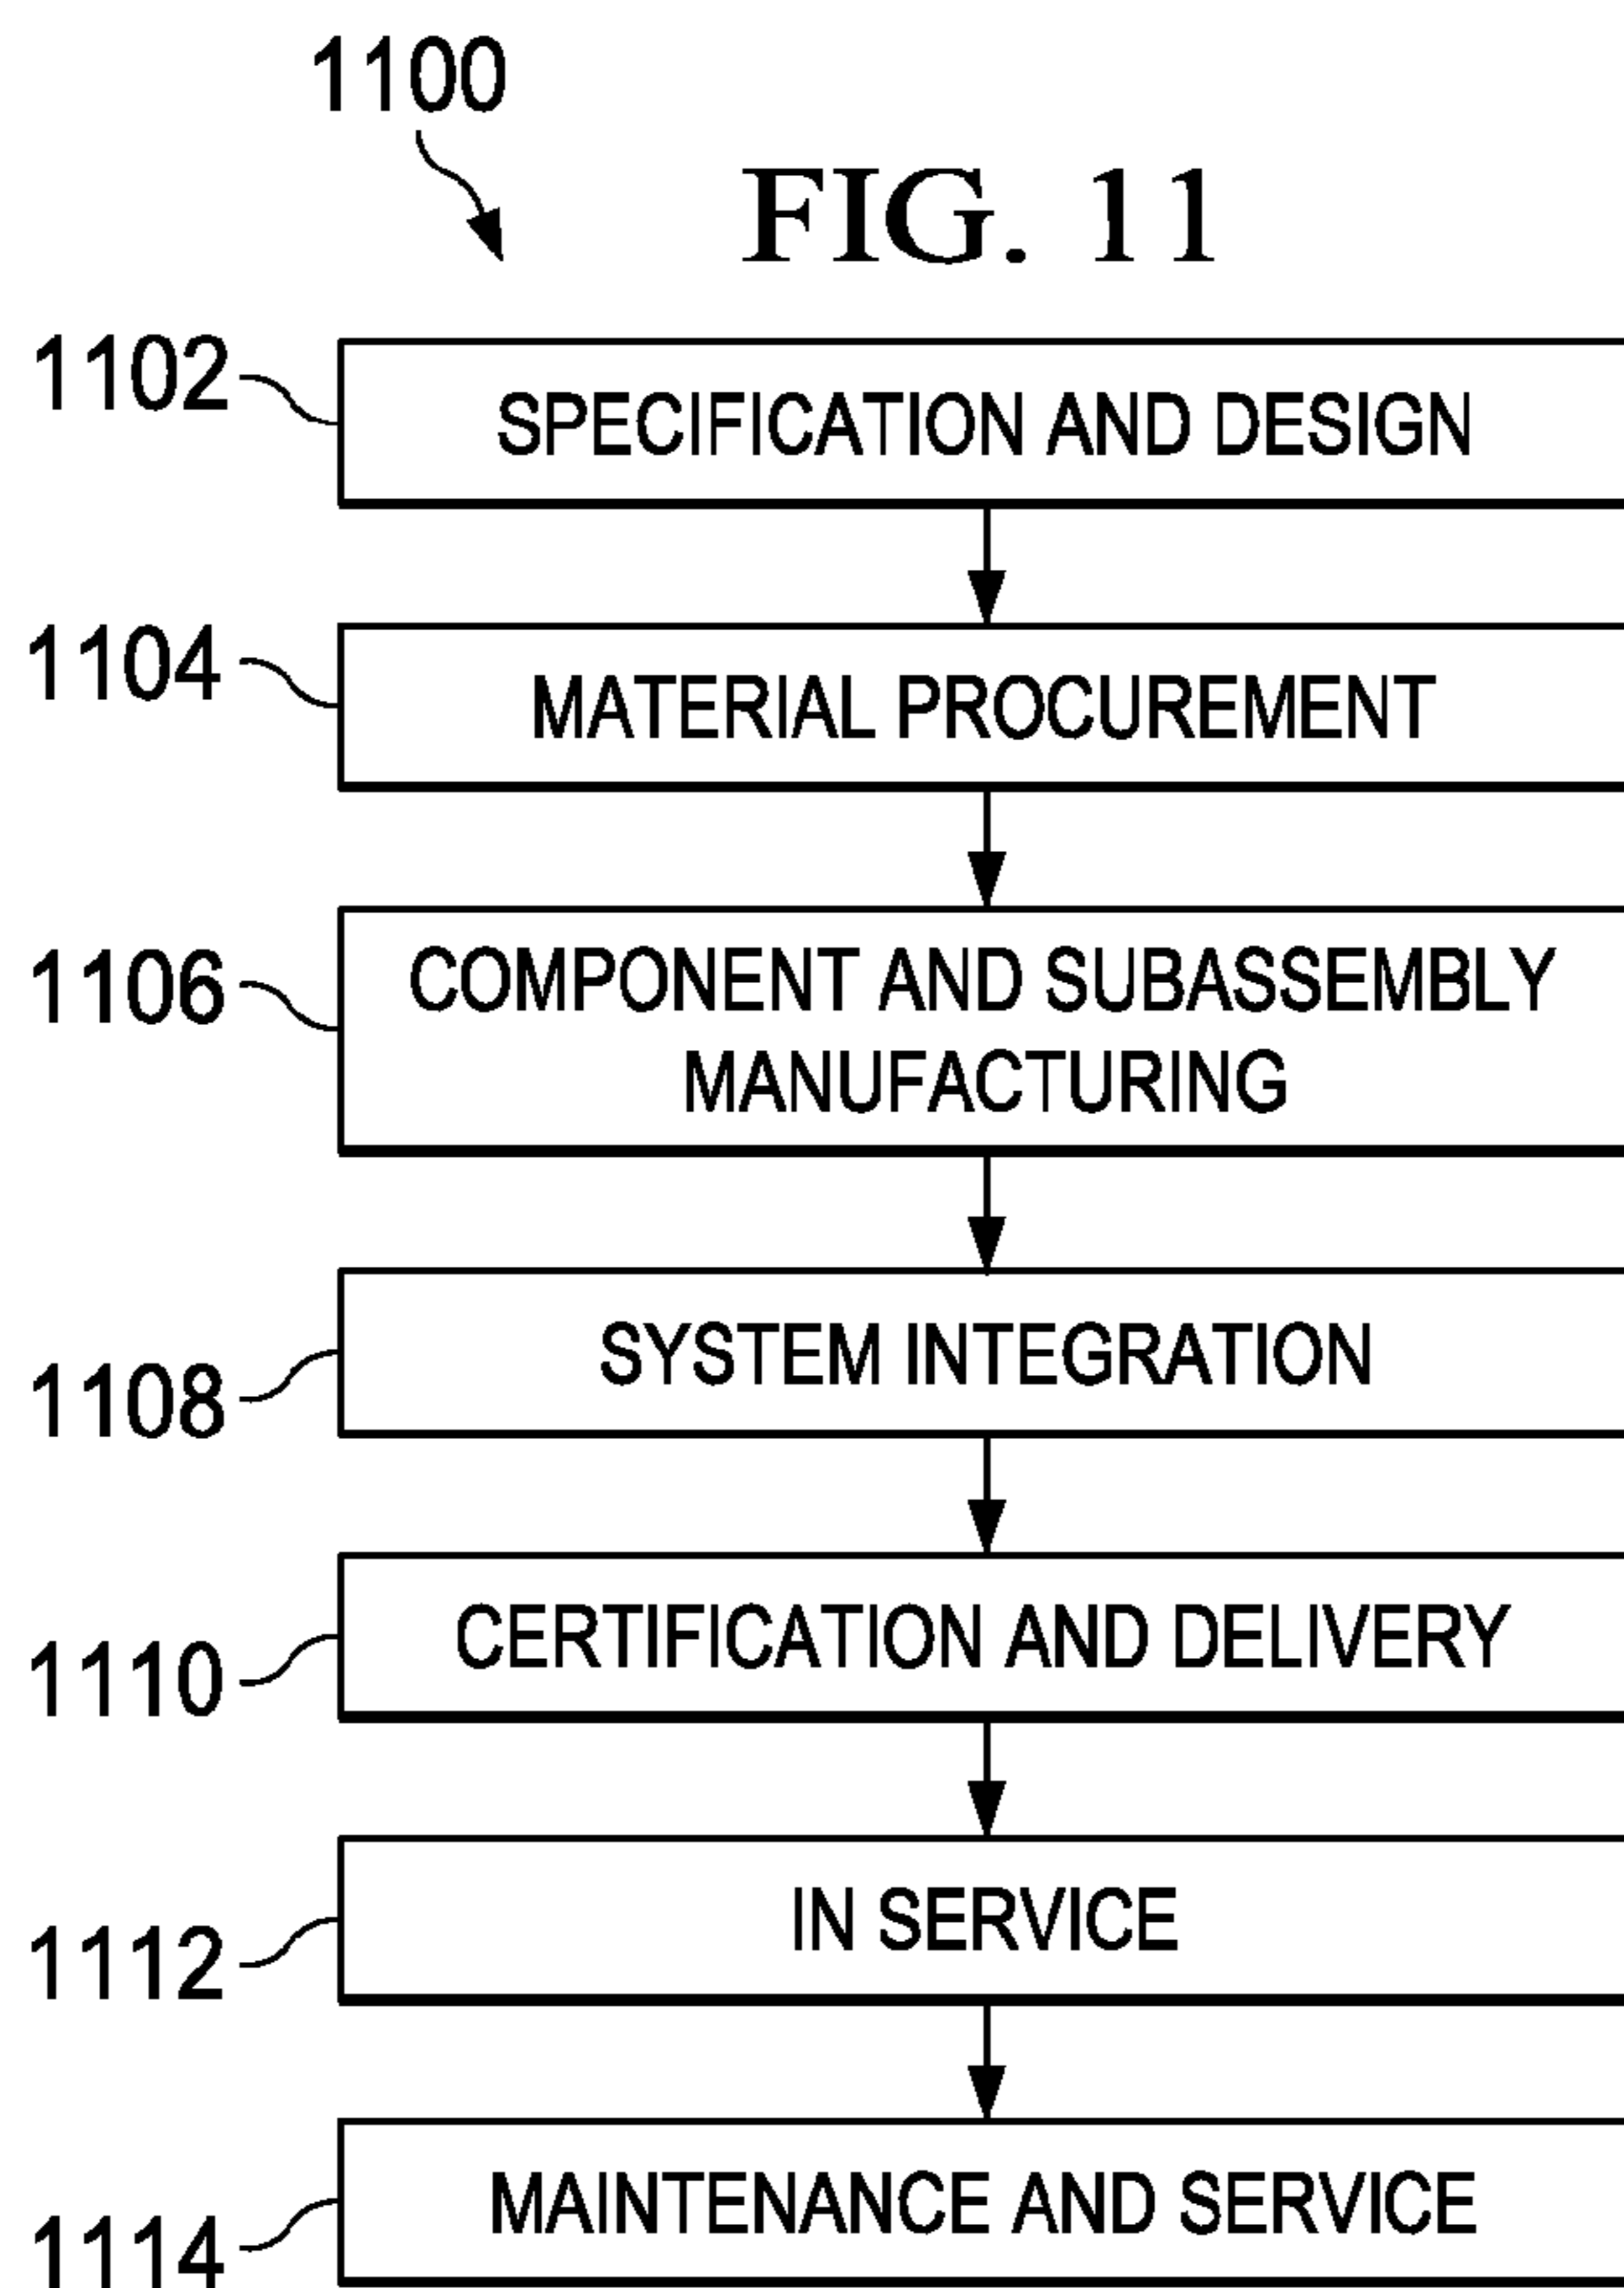 1100
FIG. 11
1102
SPECIFICATION AND DESIGN
1104
MATERIAL PROCUREMENT
1106
COMPONENT AND SUBASSEMBLY
MANUFACTURING
1108
SYSTEM INTEGRATION
1110
CERTIFICATION AND DELIVERY
1112
IN SERVICE
1114
MAINTENANCE AND SERVICE